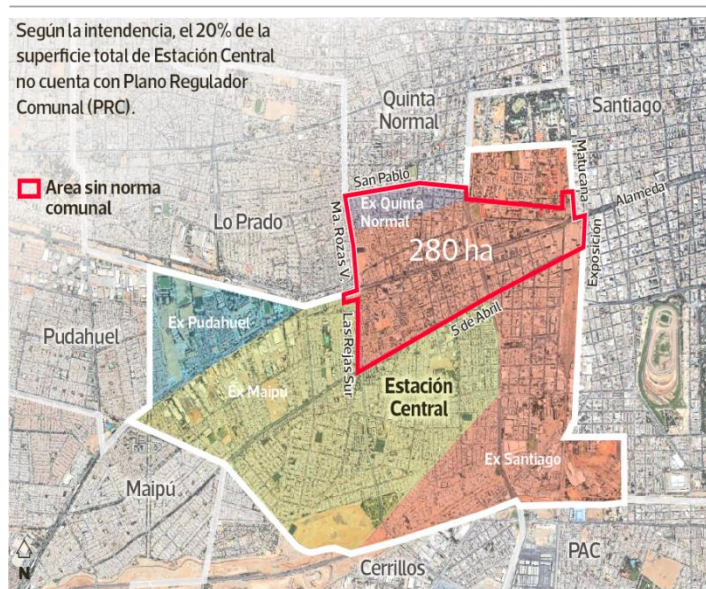 Según la intendencia, el 20% de la
superficie total de Estación Central
no cuenta con Plano Regulador
Comunal (PRC).
Area sin norma
comunal
Quinta
Normal
Santiago
San Pablo
Matucana
Alameda
Ex Quinta
Normal
Lo Prado
Ma. Rozas V.
280 ha
Exposición
Pudahuel
Ex Pudahuel
Las Rejas Sur
5 de Abril
Ex Maipú
Estación
Central
Ex Santiago
Maipú
PAC
Cerrillos
N